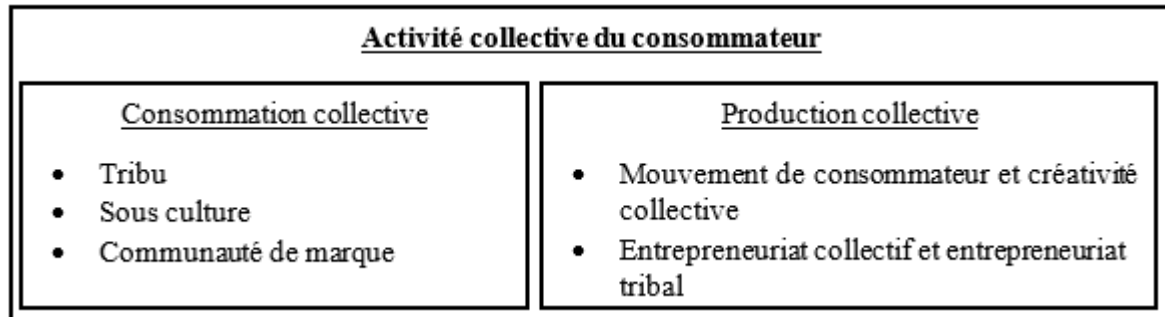 Activité collective du consommateur
Consommation collective
• Tribu
• Sous culture
• Communauté de marque
Production collective
• Mouvement de consommateur et créativité
collective
• Entrepreneuriat collectif et entrepreneuriat
tribal